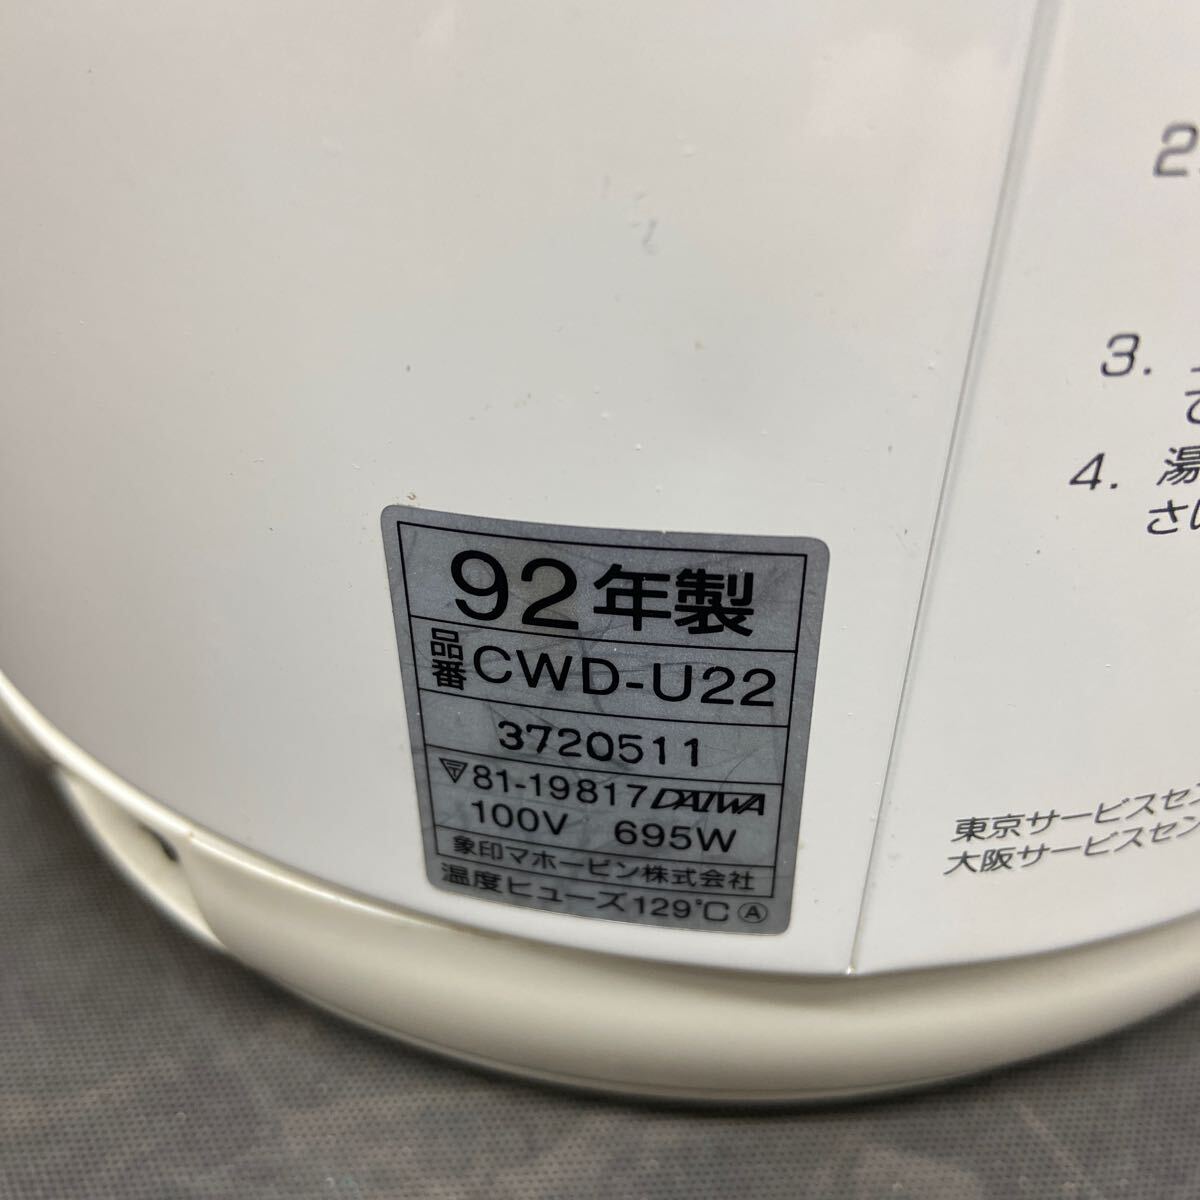 92年製
品番 CWD-U22
3720511
〒81-19817 DAIWA
100V 695W
象印マホービン株式会社
温度ヒューズ129℃ Ⓐ
2.
3.
て
4. 湯
さい
東京サービスセン
大阪サービスセン